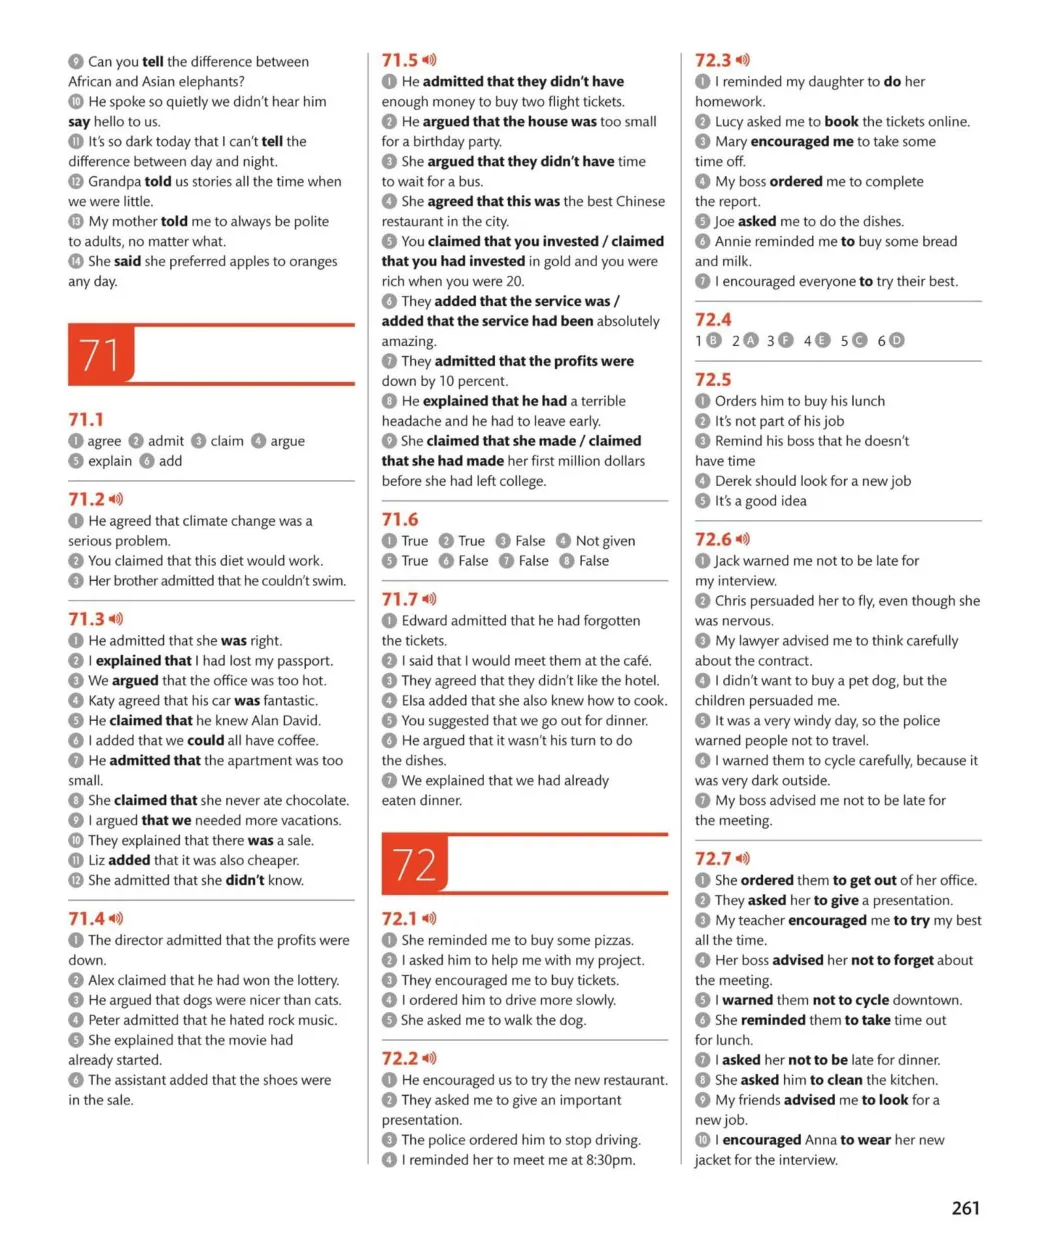 9 Can you tell the difference between
African and Asian elephants?
10 He spoke so quietly we didn't hear him
say hello to us.
11 It's so dark today that I can't tell the
difference between day and night.
12 Grandpa told us stories all the time when
we were little.
13 My mother told me to always be polite
to adults, no matter what.
14 She said she preferred apples to oranges
any day.
71
71.1
1 agree 2 admit 3 claim 4 argue
5 explain 6 add
71.2
1 He agreed that climate change was a
serious problem.
2 You claimed that this diet would work.
3 Her brother admitted that he couldn't swim.
71.3
1 He admitted that she was right.
2 I explained that I had lost my passport.
3 We argued that the office was too hot.
4 Katy agreed that his car was fantastic.
5 He claimed that he knew Alan David.
6 I added that we could all have coffee.
7 He admitted that the apartment was too
small.
8 She claimed that she never ate chocolate.
9 I argued that we needed more vacations.
10 They explained that there was a sale.
11 Liz added that it was also cheaper.
12 She admitted that she didn't know.
71.4
1 The director admitted that the profits were
down.
2 Alex claimed that he had won the lottery.
3 He argued that dogs were nicer than cats.
4 Peter admitted that he hated rock music.
5 She explained that the movie had
already started.
6 The assistant added that the shoes were
in the sale.
71.5
1 He admitted that they didn't have
enough money to buy two flight tickets.
2 He argued that the house was too small
for a birthday party.
3 She argued that they didn't have time
to wait for a bus.
4 She agreed that this was the best Chinese
restaurant in the city.
5 You claimed that you invested / claimed
that you had invested in gold and you were
rich when you were 20.
6 They added that the service was /
added that the service had been absolutely
amazing.
7 They admitted that the profits were
down by 10 percent.
8 He explained that he had a terrible
headache and he had to leave early.
9 She claimed that she made / claimed
that she had made her first million dollars
before she had left college.
71.6
1 True 2 True 3 False 4 Not given
5 True 6 False 7 False 8 False
71.7
1 Edward admitted that he had forgotten
the tickets.
2 I said that I would meet them at the café.
3 They agreed that they didn't like the hotel.
4 Elsa added that she also knew how to cook.
5 You suggested that we go out for dinner.
6 He argued that it wasn't his turn to do
the dishes.
7 We explained that we had already
eaten dinner.
72
72.1
1 She reminded me to buy some pizzas.
2 I asked him to help me with my project.
3 They encouraged me to buy tickets.
4 I ordered him to drive more slowly.
5 She asked me to walk the dog.
72.2
1 He encouraged us to try the new restaurant.
2 They asked me to give an important
presentation.
3 The police ordered him to stop driving.
4 I reminded her to meet me at 8:30pm.
72.3
1 I reminded my daughter to do her
homework.
2 Lucy asked me to book the tickets online.
3 Mary encouraged me to take some
time off.
4 My boss ordered me to complete
the report.
5 Joe asked me to do the dishes.
6 Annie reminded me to buy some bread
and milk.
7 I encouraged everyone to try their best.
72.4
1 B 2 A 3 F 4 E 5 C 6 D
72.5
1 Orders him to buy his lunch
2 It's not part of his job
3 Remind his boss that he doesn't
have time
4 Derek should look for a new job
5 It's a good idea
72.6
1 Jack warned me not to be late for
my interview.
2 Chris persuaded her to fly, even though she
was nervous.
3 My lawyer advised me to think carefully
about the contract.
4 I didn't want to buy a pet dog, but the
children persuaded me.
5 It was a very windy day, so the police
warned people not to travel.
6 I warned them to cycle carefully, because it
was very dark outside.
7 My boss advised me not to be late for
the meeting.
72.7
1 She ordered them to get out of her office.
2 They asked her to give a presentation.
3 My teacher encouraged me to try my best
all the time.
4 Her boss advised her not to forget about
the meeting.
5 I warned them not to cycle downtown.
6 She reminded them to take time out
for lunch.
7 I asked her not to be late for dinner.
8 She asked him to clean the kitchen.
9 My friends advised me to look for a
new job.
10 I encouraged Anna to wear her new
jacket for the interview.
261